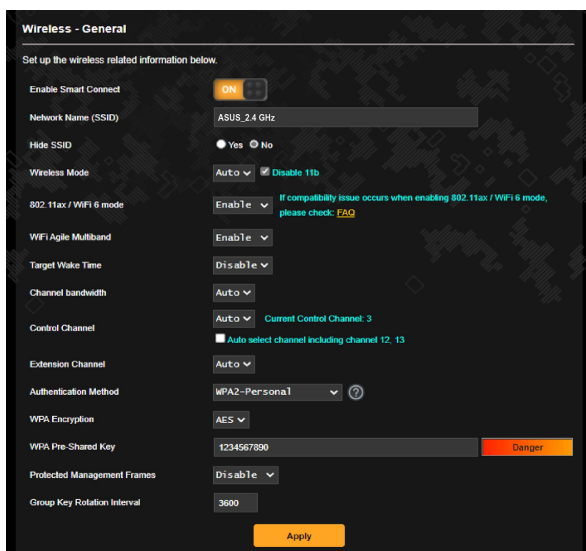 Wireless - General
Set up the wireless related information below.
Enable Smart Connect ON
Network Name (SSID) ASUS_2.4 GHz
Hide SSID Yes No
Wireless Mode Auto Disable 11b
802.11ax / WiFi 6 mode Enable If compatibility issue occurs when enabling 802.11ax / WiFi 6 mode,
please check: FAQ
WiFi Agile Multiband Enable
Target Wake Time Disable
Channel bandwidth Auto
Control Channel Auto Current Control Channel: 3
Auto select channel including channel 12, 13
Extension Channel Auto
Authentication Method WPA2-Personal ?
WPA Encryption AES
WPA Pre-Shared Key 1234567890 Danger
Protected Management Frames Disable
Group Key Rotation Interval 3600
Apply